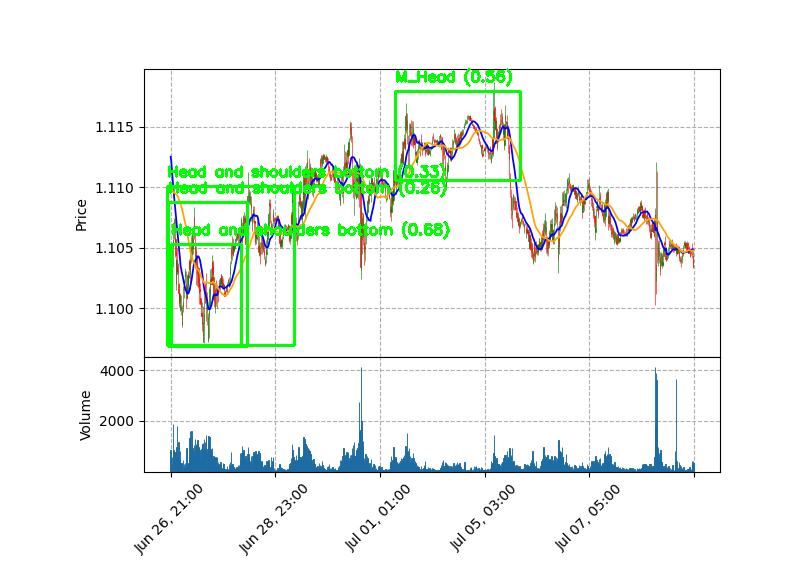 M_Head (0.56)
Head and shoulders bottom (0.33)
Head and shoulders bottom (0.26)
Head and shoulders bottom (0.68)
Price
1.115
1.110
1.105
1.100
Volume
4000
2000
Jun 26, 21:00
Jun 28, 23:00
Jul 01, 01:00
Jul 05, 03:00
Jul 07, 05:00